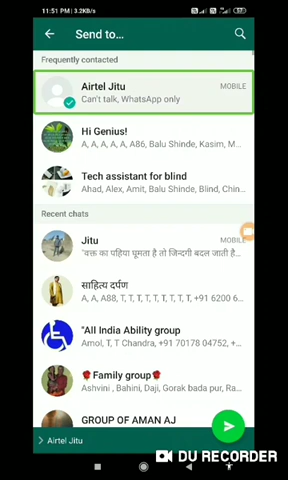 11:51 PM | 3.2KB/s
Send to…
Frequently contacted
Airtel Jitu
MOBILE
Can't talk, WhatsApp only
Hi Genius!
A, A, A, A, A86, Balu Shinde, Kasim, M…
Tech assistant for blind
Ahad, Alex, Amit, Balu Shinde, Blind, Chin…
Recent chats
Jitu
MOBILE
"वक्त का पहिया घूमता है तो जिन्दगी बदल जाती है…
साहित्य दर्पण
A, A, A88, T, T, T, T, T, T, T, T, +91 6200 6…
"All India Ability group
Amol, T, T Chandra, +91 70178 04752, +…
🌹Family group🌹
Ashvini , Bahini, Daji, Gorak bada pur, Ra…
GROUP OF AMAN AJ
> Airtel Jitu
DU RECORDER